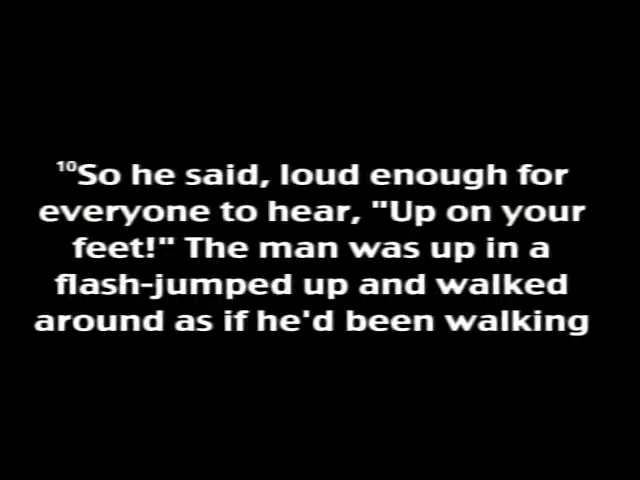 ¹⁰So he said, loud enough for
everyone to hear, "Up on your
feet!" The man was up in a
flash-jumped up and walked
around as if he'd been walking